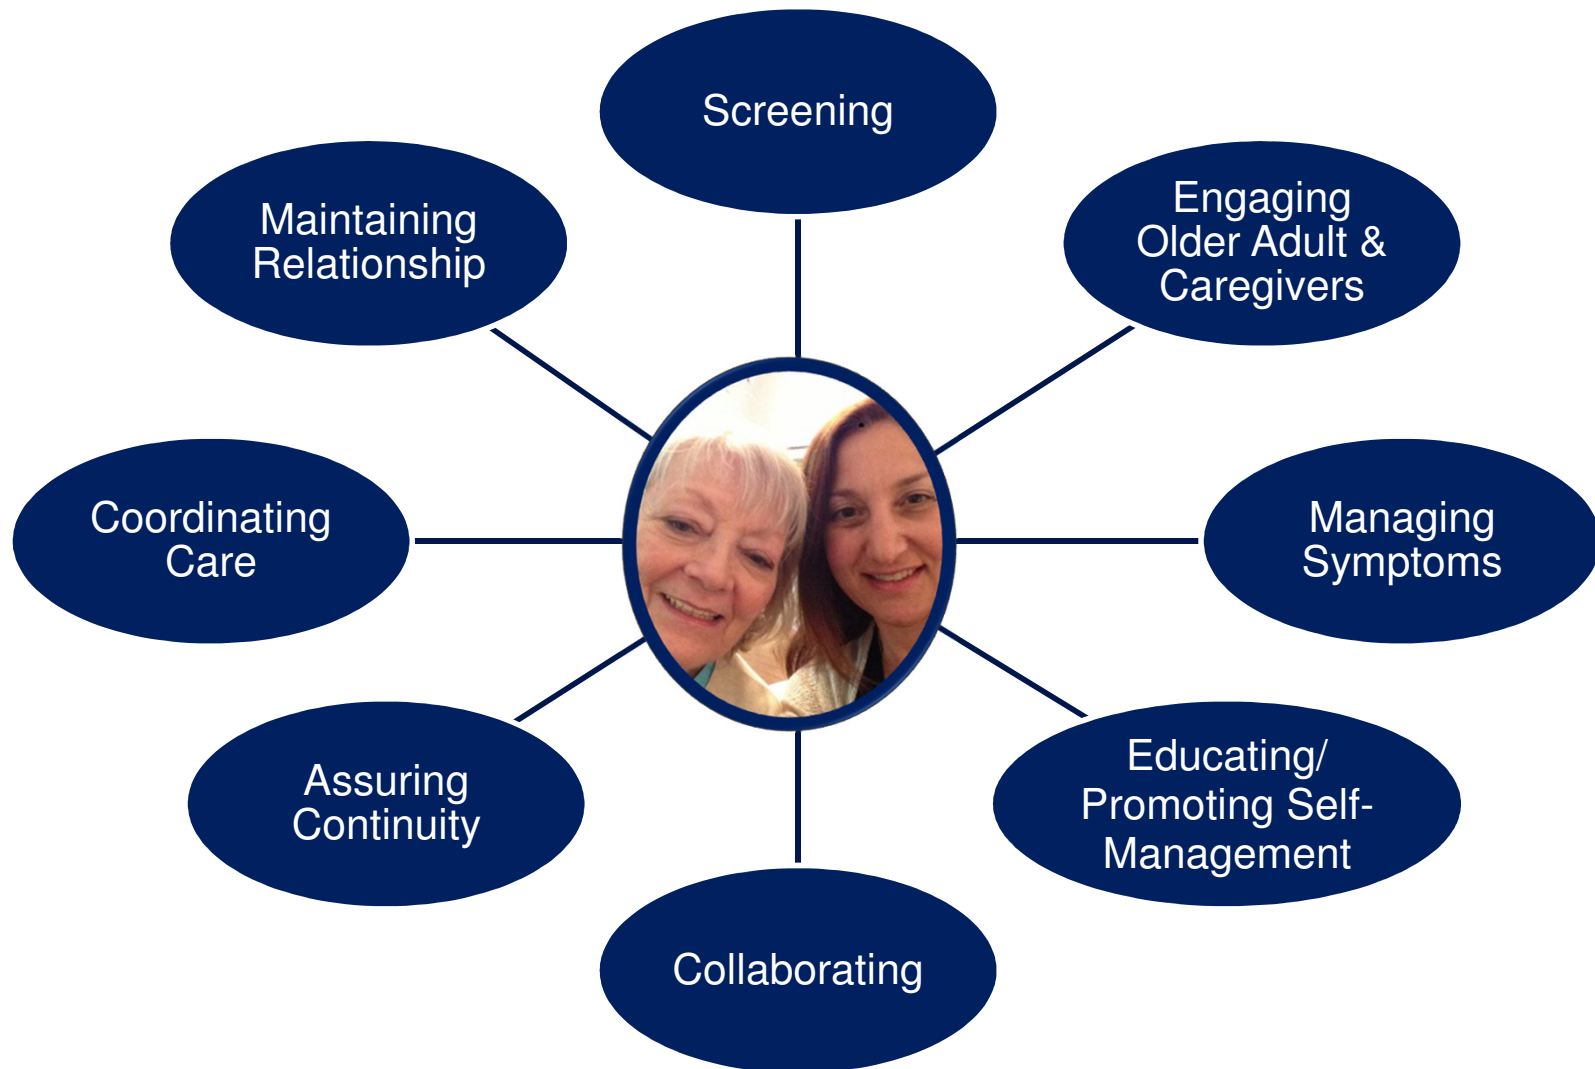 Screening
Engaging
Older Adult &
Caregivers
Managing
Symptoms
Educating/
Promoting Self-
Management
Collaborating
Assuring
Continuity
Coordinating
Care
Maintaining
Relationship